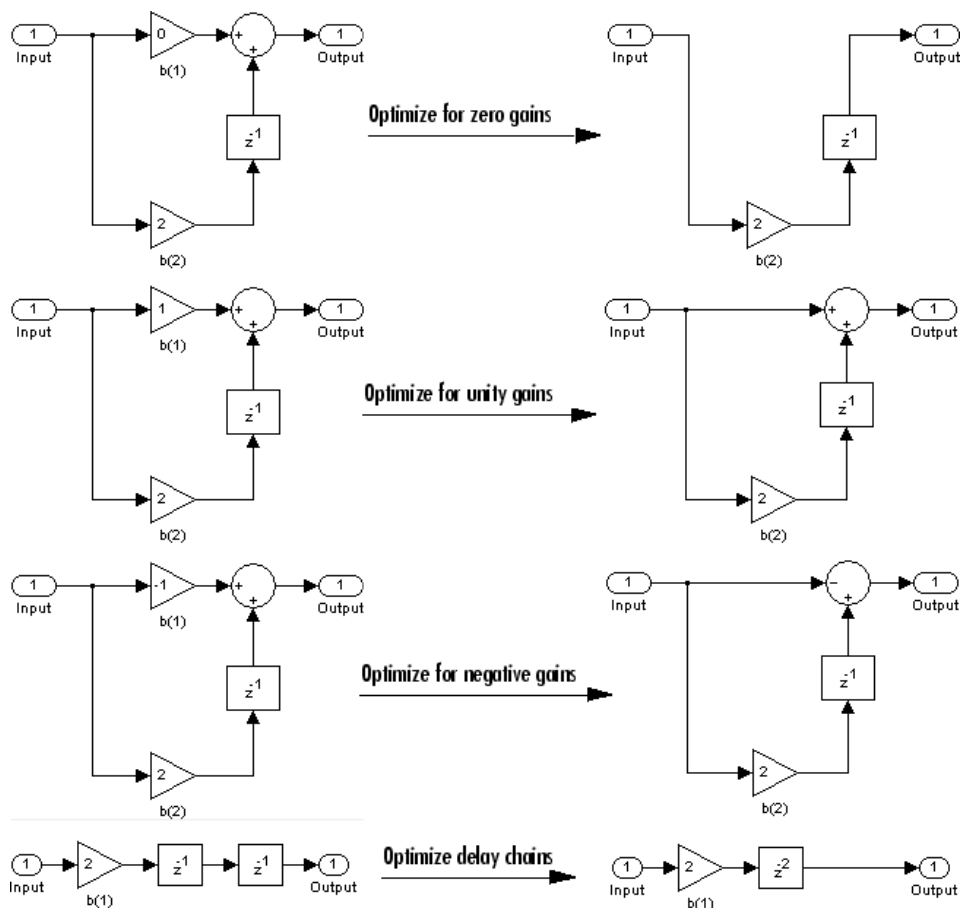 1 0 + 1 1 1
Input + Output Input Output
b(1)
Optimize for zero gains
z-1 z-1
2 2
b(2) b(2)
1 1 + 1 1 + 1
Input + Output Input + Output
b(1)
Optimize for unity gains
z-1 z-1
2 2
b(2) b(2)
1 -1 + 1 1 − 1
Input + Output Input + Output
b(1)
Optimize for negative gains
z-1 z-1
2 2
b(2) b(2)
1 2 z-1 z-1 1 Optimize delay chains 1 2 z-2 1
Input Output Input Output
b(1) b(1)